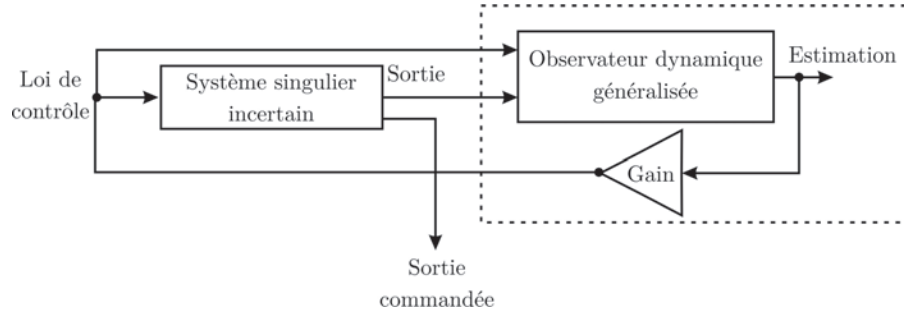 Loi de
contrôle
Système singulier
incertain
Sortie
Observateur dynamique
généralisée
Estimation
Gain
Sortie
commandée